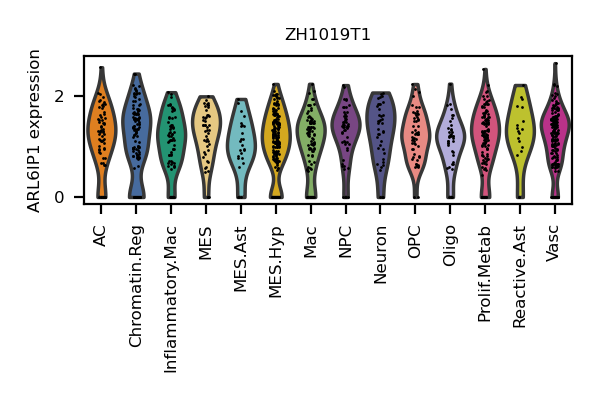 ZH1019T1
ARL6IP1 expression
2
0
AC
Chromatin.Reg
Inflammatory.Mac
MES
MES.Ast
MES.Hyp
Mac
NPC
Neuron
OPC
Oligo
Prolif.Metab
Reactive.Ast
Vasc